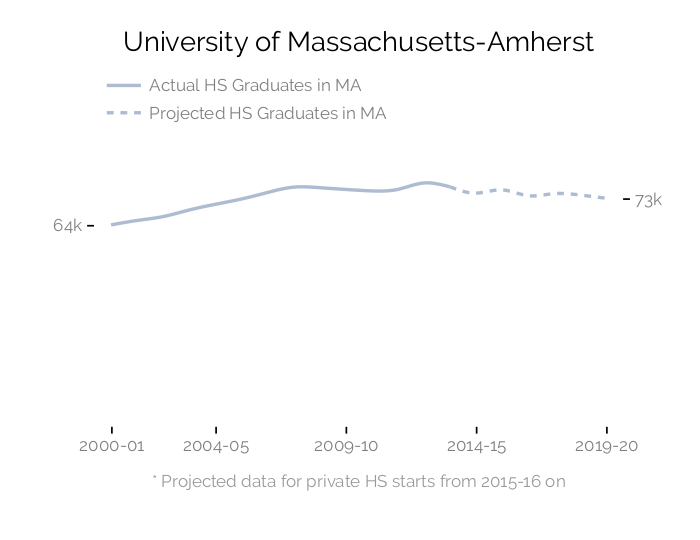 University of Massachusetts-Amherst
Actual HS Graduates in MA
Projected HS Graduates in MA
64k
73k
2000-01 2004-05 2009-10 2014-15 2019-20
* Projected data for private HS starts from 2015-16 on